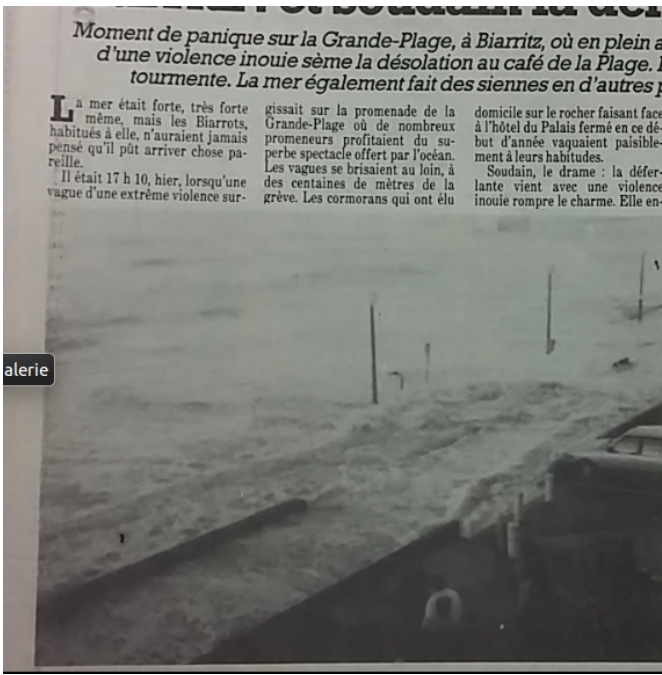 et soudain la
Moment de panique sur la Grande-Plage, à Biarritz, où en plein
d'une violence inouie sème la désolation au café de la Plage.
tourmente. La mer également fait des siennes en d'autres
La mer était forte, très forte
même, mais les Biarrots,
habitués à elle, n'auraient jamais
pensé qu'il pût arriver chose pa-
reille.
Il était 17 h 10, hier, lorsqu'une
vague d'une extrême violence sur-
gissait sur la promenade de la
Grande-Plage où de nombreux
promeneurs profitaient du su-
perbe spectacle offert par l'océan.
Les vagues se brisaient au loin, à
des centaines de mètres de la
grève. Les cormorans qui ont élu
domicile sur le rocher faisant face
à l'hôtel du Palais fermé en ce dé-
but d'année vaquaient paisible-
ment à leurs habitudes.
Soudain, le drame : la défer-
lante vient avec une violence
inouie rompre le charme. Elle en-
alerie